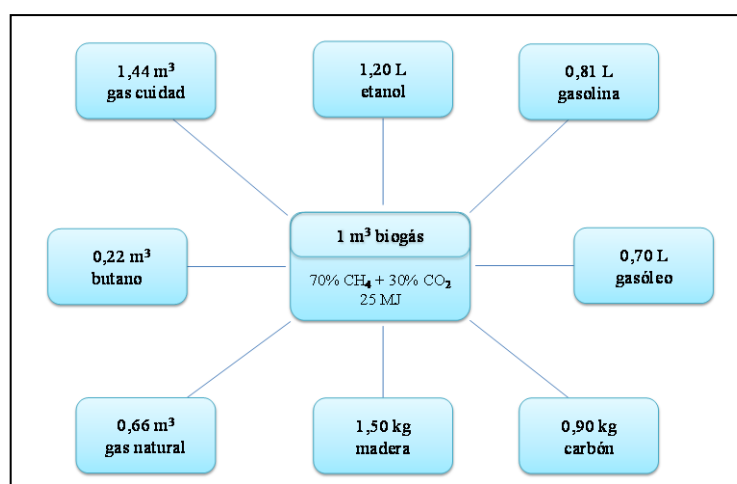 1,44 m³
gas cuidad
1,20 L
etanol
0,81 L
gasolina
0,22 m³
butano
1 m³ biogás
70% CH₄ + 30% CO₂
25 MJ
0,70 L
gasóleo
0,66 m³
gas natural
1,50 kg
madera
0,90 kg
carbón